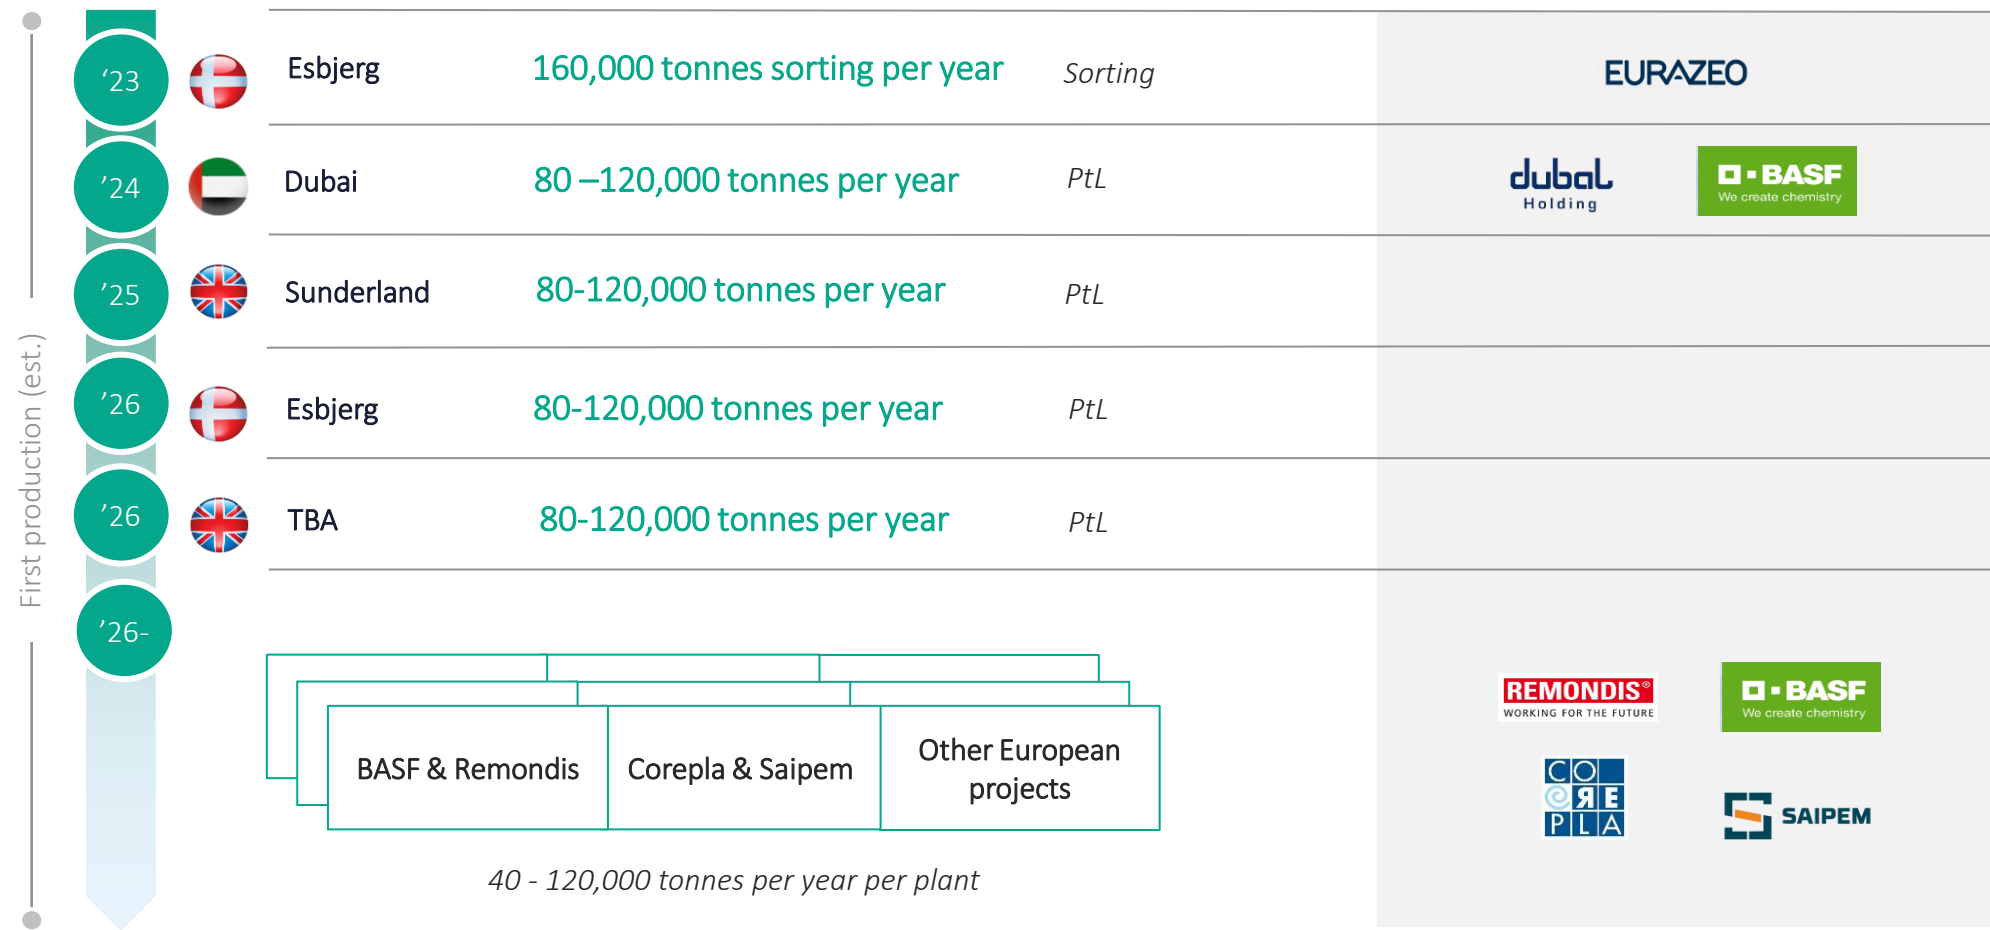 First production (est.)
‘23
Esbjerg
160,000 tonnes sorting per year
Sorting
EURAZEO
’24
Dubai
80 –120,000 tonnes per year
PtL
dubal
Holding
BASF
We create chemistry
’25
Sunderland
80-120,000 tonnes per year
PtL
’26
Esbjerg
80-120,000 tonnes per year
PtL
’26
TBA
80-120,000 tonnes per year
PtL
’26-
BASF & Remondis
Corepla & Saipem
Other European
projects
40 - 120,000 tonnes per year per plant
REMONDIS®
WORKING FOR THE FUTURE
BASF
We create chemistry
CO
RE
PLA
SAIPEM